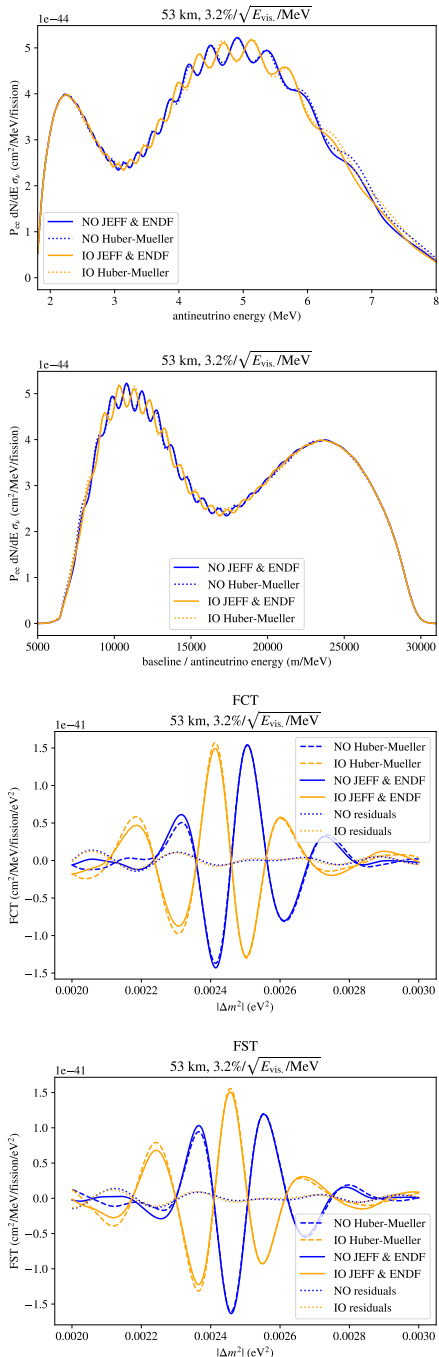 53 km, 3.2%/√E_vis./MeV
1e−44
P_ee dN/dE σ_ν (cm²/MeV/fission)
5
4
3
2
1
0
NO JEFF & ENDF
NO Huber-Mueller
IO JEFF & ENDF
IO Huber-Mueller
2 3 4 5 6 7 8
antineutrino energy (MeV)
53 km, 3.2%/√E_vis./MeV
1e−44
P_ee dN/dE σ_ν (cm²/MeV/fission)
5
4
3
2
1
0
NO JEFF & ENDF
NO Huber-Mueller
IO JEFF & ENDF
IO Huber-Mueller
5000 10000 15000 20000 25000 30000
baseline / antineutrino energy (m/MeV)
FCT
53 km, 3.2%/√E_vis./MeV
1e−41
FCT (cm²/MeV/fission/eV²)
1.5
1.0
0.5
0.0
−0.5
−1.0
−1.5
NO Huber-Mueller
IO Huber-Mueller
NO JEFF & ENDF
IO JEFF & ENDF
NO residuals
IO residuals
0.0020 0.0022 0.0024 0.0026 0.0028 0.0030
|Δm²| (eV²)
FST
53 km, 3.2%/√E_vis./MeV
1e−41
FST (cm²/MeV/fission/eV²)
1.5
1.0
0.5
0.0
−0.5
−1.0
−1.5
NO Huber-Mueller
IO Huber-Mueller
NO JEFF & ENDF
IO JEFF & ENDF
NO residuals
IO residuals
0.0020 0.0022 0.0024 0.0026 0.0028 0.0030
|Δm²| (eV²)